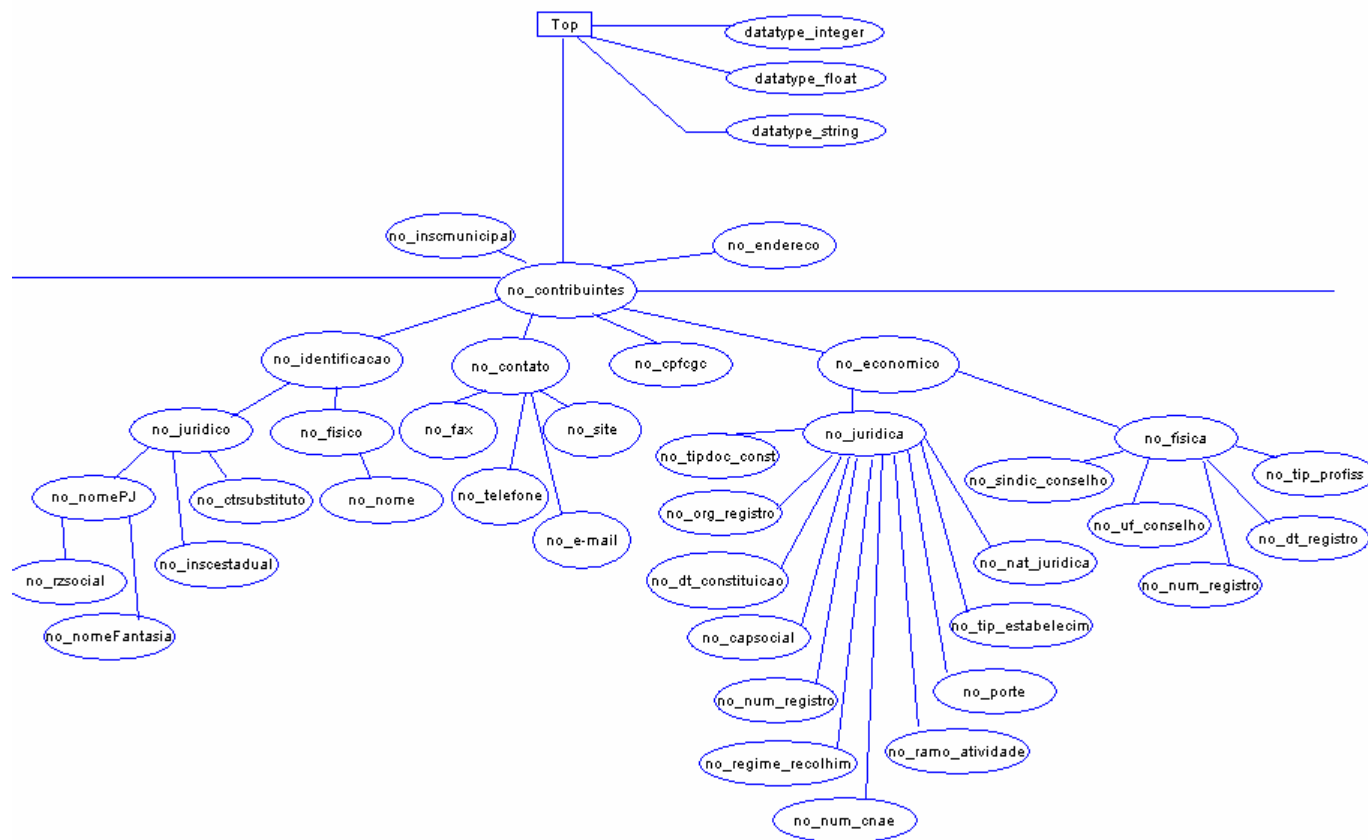 Top
datatype_integer
datatype_float
datatype_string
no_inscmunicipal
no_endereco
no_contribuintes
no_identificacao
no_contato
no_cpfcgc
no_economico
no_juridico
no_fisico
no_fax
no_site
no_juridica
no_fisica
no_tipdoc_const
no_sindic_conselho
no_tip_profiss
no_nomePJ
no_ctrsubstituto
no_nome
no_telefone
no_org_registro
no_uf_conselho
no_dt_registro
no_e-mail
no_inscestadual
no_nat_juridica
no_rzsocial
no_dt_constituicao
no_num_registro
no_nomeFantasia
no_capsocial
no_tip_estabelecim
no_num_registro
no_porte
no_regime_recolhim
no_ramo_atividade
no_num_cnae